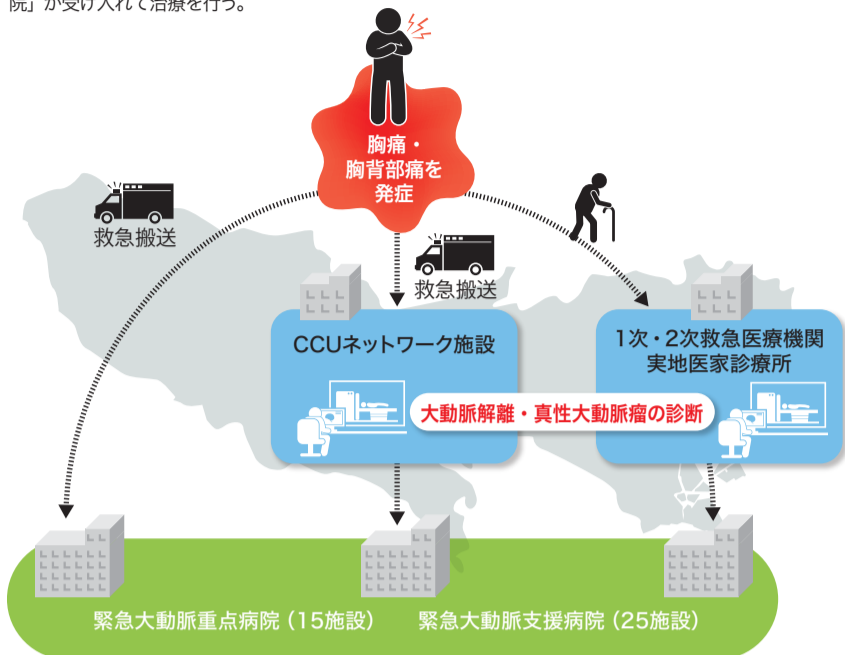 院」が受け入れて治療を行う。
胸痛・
胸背部痛を
発症
救急搬送
救急搬送
CCUネットワーク施設
1次・2次救急医療機関
実地医家診療所
大動脈解離・真性大動脈瘤の診断
緊急大動脈重点病院（15施設）
緊急大動脈支援病院（25施設）